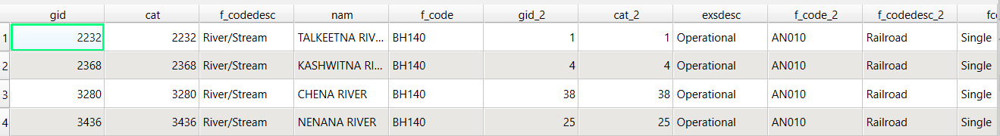 gid cat f_codedesc nam f_code gid_2 cat_2 exsdesc f_code_2 f_codedesc_2 fco
1 2232 2232 River/Stream TALKEETNA RIV... BH140 1 1 Operational AN010 Railroad Single
2 2368 2368 River/Stream KASHWITNA RI... BH140 4 4 Operational AN010 Railroad Single
3 3280 3280 River/Stream CHENA RIVER BH140 38 38 Operational AN010 Railroad Single
4 3436 3436 River/Stream NENANA RIVER BH140 25 25 Operational AN010 Railroad Single